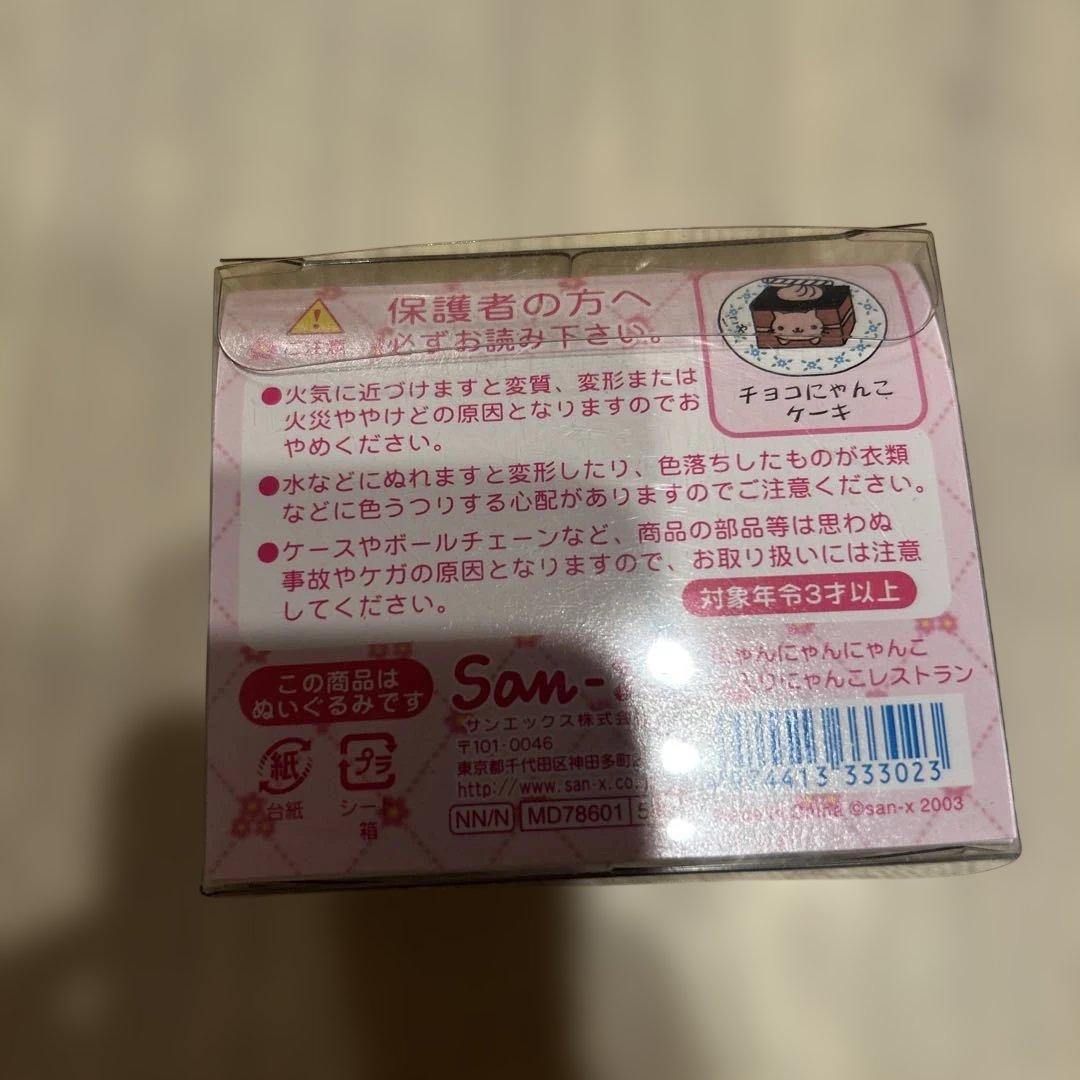 保護者の方へ
必ずお読み下さい。
ご注意
●火気に近づけますと変質、変形または
火災ややけどの原因となりますのでお
やめください。
●水などにぬれますと変形したり、色落ちしたものが衣類
などに色うつりする心配がありますのでご注意ください。
●ケースやボールチェーンなど、商品の部品等は思わぬ
事故やケガの原因となりますので、お取り扱いには注意
してください。
対象年令3才以上
チョコにゃんこ
ケーキ
この商品は
ぬいぐるみです
紙
台紙
プラ
シート
箱
San-
サンエックス株式会
〒101-0046
東京都千代田区神田多町
http://www.san-x.co.
NN/N
MD78601
5
ゃんにゃんにゃんこ
にゃんこレストラン
974413 333023
Made in China ©san-x 2003